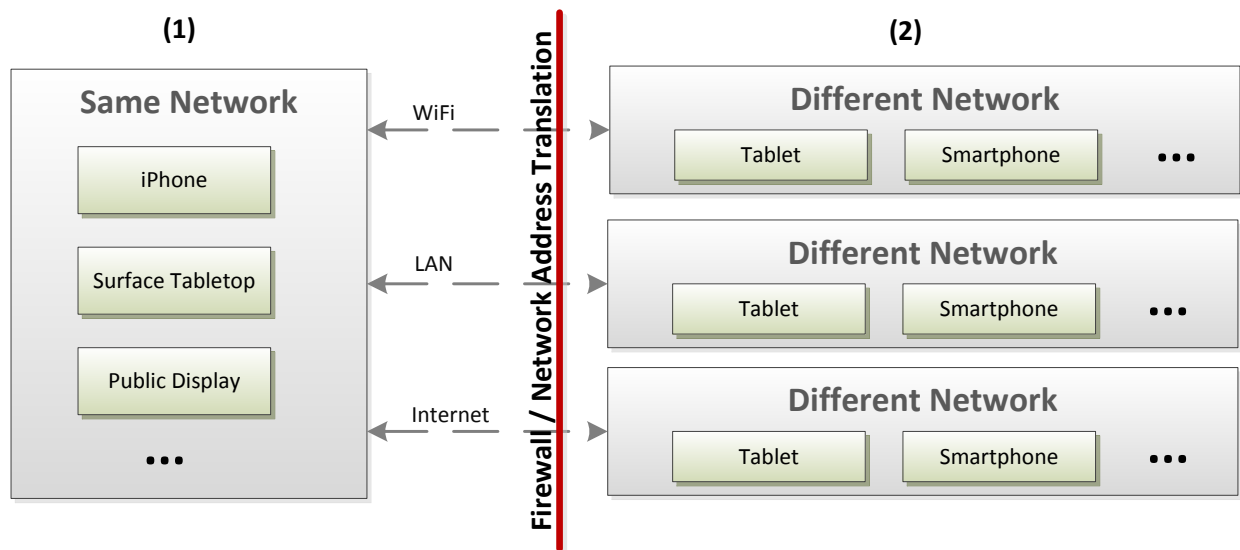 (1)
Same Network
iPhone
Surface Tabletop
Public Display
...
WiFi
LAN
Internet
Firewall / Network Address Translation
(2)
Different Network
Tablet
Smartphone
...
Different Network
Tablet
Smartphone
...
Different Network
Tablet
Smartphone
...